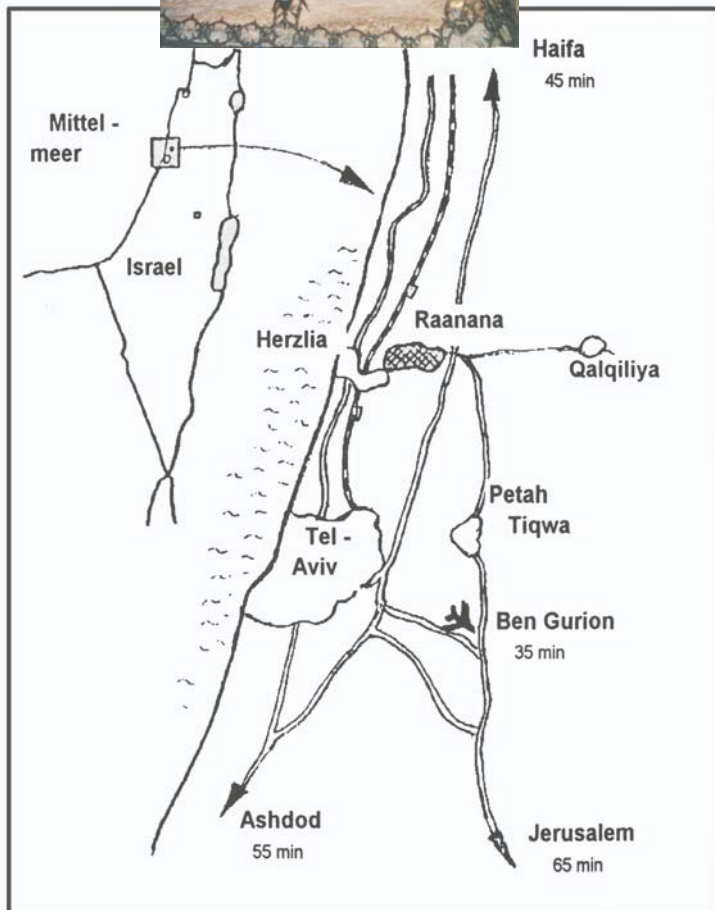 Haifa
45 min
Mittel -
meer
Israel
Herzlia
Raanana
Qalqiliya
Petah
Tiqwa
Tel -
Aviv
Ben Gurion
35 min
Ashdod
55 min
Jerusalem
65 min